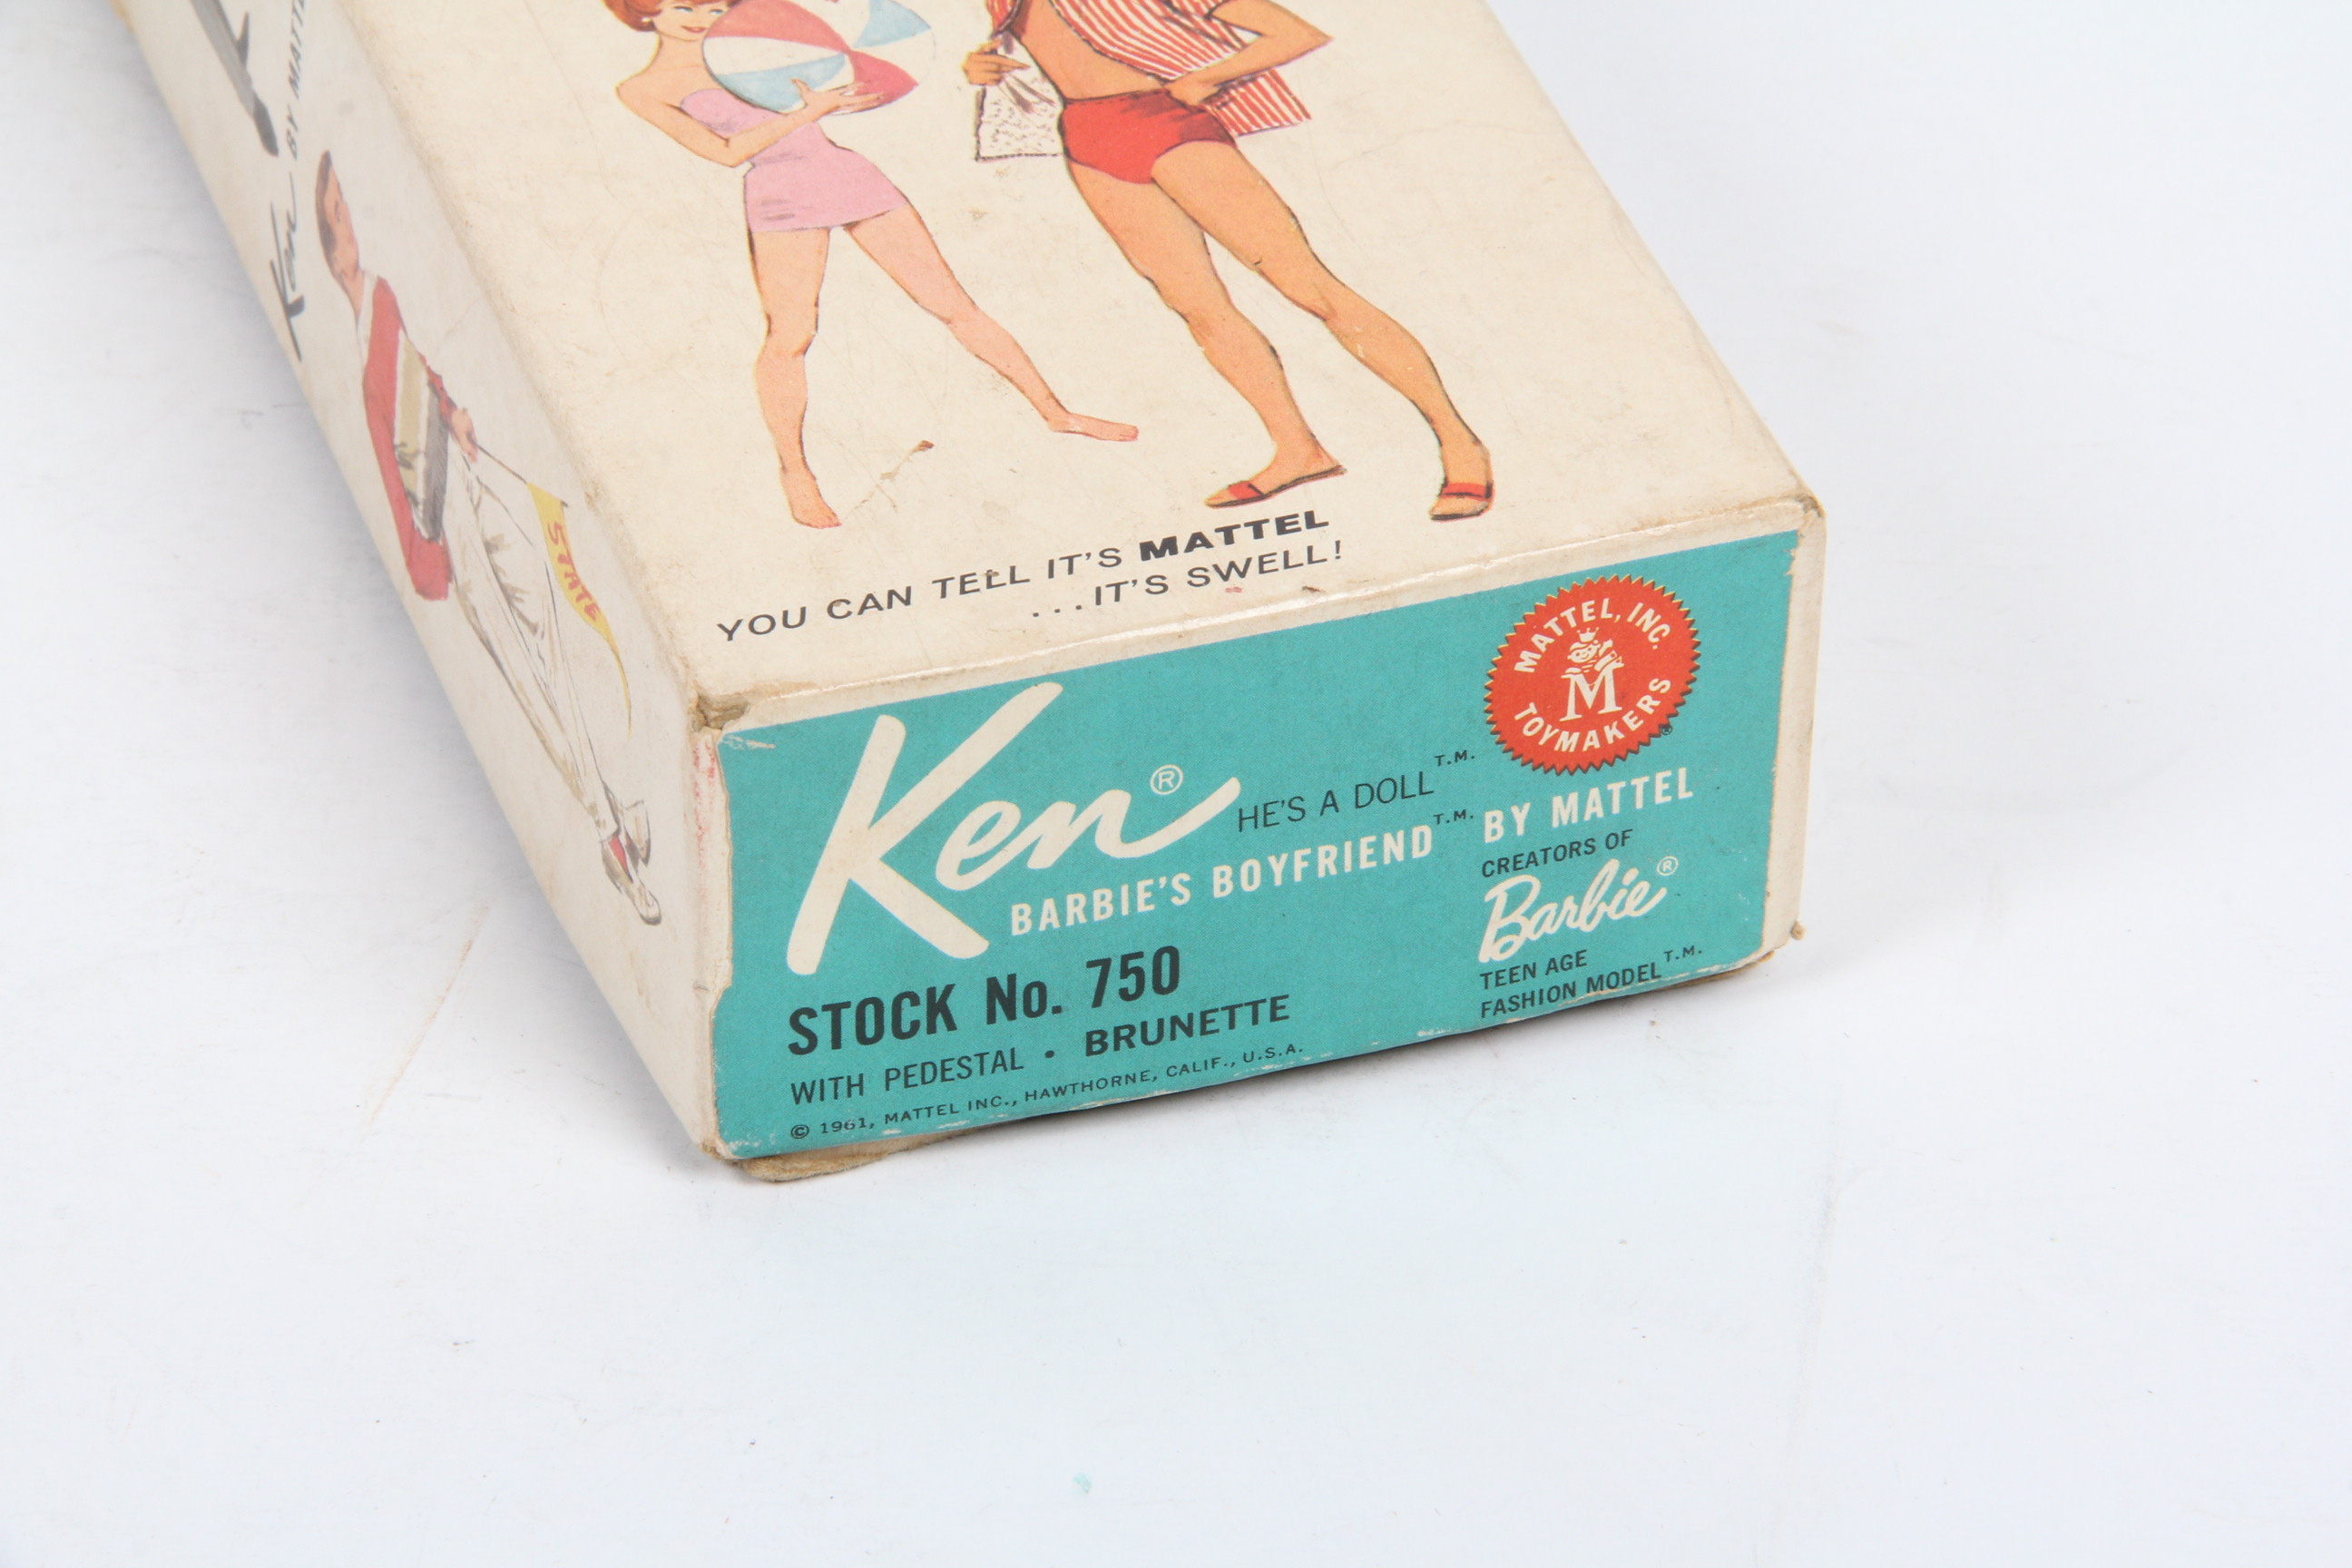 Ken BY MATTE
STATE
YOU CAN TELL IT'S MATTEL
...IT'S SWELL!
MATTEL, INC.
M
TOYMAKERS
®
Ken® HE'S A DOLL T.M.
BARBIE'S BOYFRIEND T.M.
BY MATTEL
CREATORS OF
Barbie®
TEEN AGE
FASHION MODEL T.M.
STOCK No. 750
WITH PEDESTAL • BRUNETTE
© 1961, MATTEL INC., HAWTHORNE, CALIF., U.S.A.